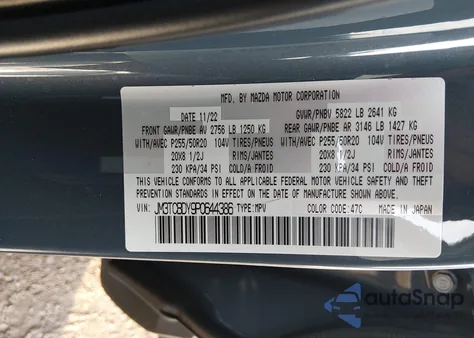 MFD. BY MAZDA MOTOR CORPORATION
DATE 11/22 GVWR/PNBV 5822 LB 2641 KG
FRONT GAWR/PNBE AV 2756 LB 1250 KG REAR GAWR/PNBE AR 3146 LB 1427 KG
WITH/AVEC P255/50R20 104V TIRES/PNEUS WITH/AVEC P255/50R20 104V TIRES/PNEUS
20X8 1/2J RIMS/JANTES 20X8 1/2J RIMS/JANTES
230 KPA/34 PSI COLD/A FROID 230 KPA/34 PSI COLD/A FROID
THIS VEHICLE CONFORMS TO ALL APPLICABLE FEDERAL MOTOR VEHICLE SAFETY AND THEFT
PREVENTION STANDARDS IN EFFECT ON THE DATE OF MANUFACTURE SHOWN ABOVE.
VIN: JM3TCBDY9P0644386 TYPE:MPV COLOR CODE:47C MADE IN JAPAN
autoSnap